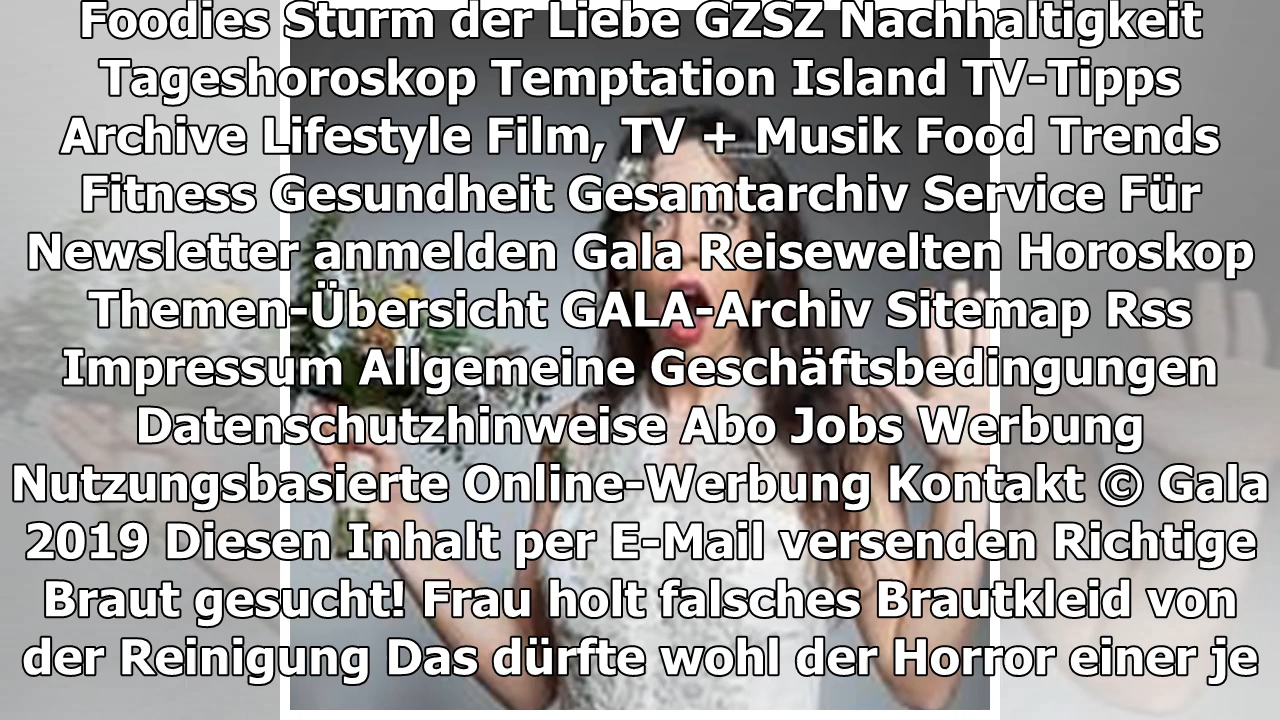 Foodies Sturm der Liebe GZSZ Nachhaltigkeit
Tageshoroskop Temptation Island TV-Tipps
Archive Lifestyle Film, TV + Musik Food Trends
Fitness Gesundheit Gesamtarchiv Service Für
Newsletter anmelden Gala Reisewelten Horoskop
Themen-Übersicht GALA-Archiv Sitemap Rss
Impressum Allgemeine Geschäftsbedingungen
Datenschutzhinweise Abo Jobs Werbung
Nutzungsbasierte Online-Werbung Kontakt © Gala
2019 Diesen Inhalt per E-Mail versenden Richtige
Braut gesucht! Frau holt falsches Brautkleid von
der Reinigung Das dürfte wohl der Horror einer je